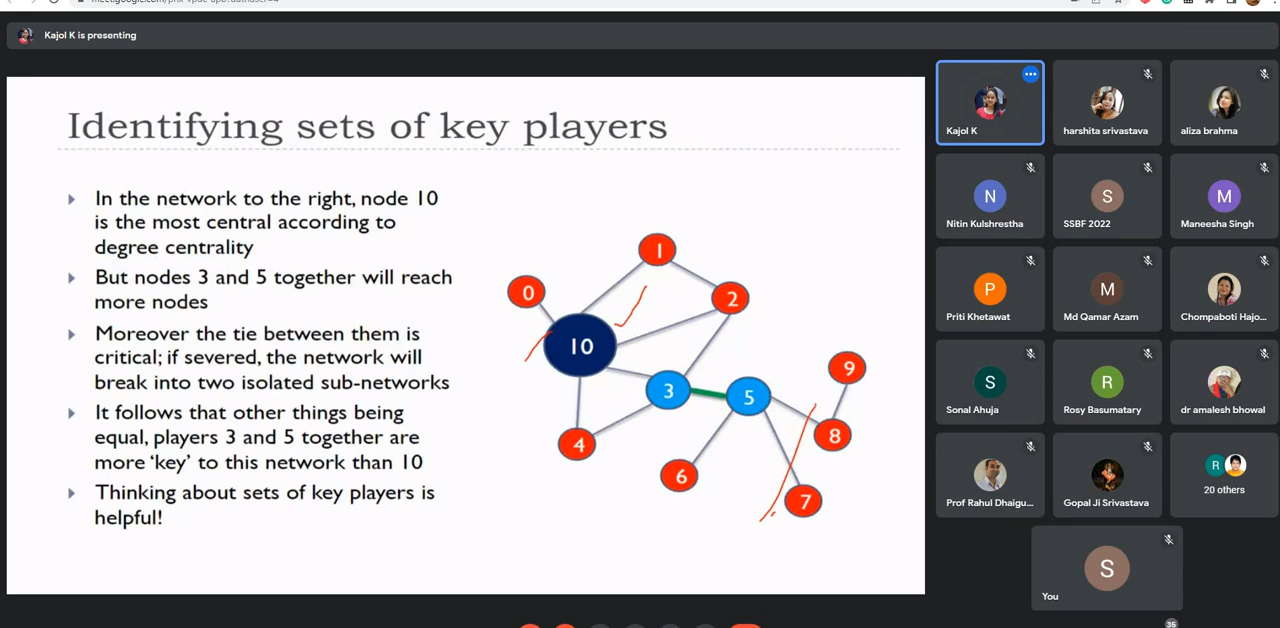 Kajol K is presenting
Identifying sets of key players
In the network to the right, node 10
is the most central according to
degree centrality
But nodes 3 and 5 together will reach
more nodes
Moreover the tie between them is
critical; if severed, the network will
break into two isolated sub-networks
It follows that other things being
equal, players 3 and 5 together are
more ‘key’ to this network than 10
Thinking about sets of key players is
helpful!
1
0
2
10
3
5
9
4
8
6
7
Kajol K
harshita srivastava
aliza brahma
N
S
M
Nitin Kulshrestha
SSBF 2022
Maneesha Singh
P
M
Priti Khetawat
Md Qamar Azam
Chompaboti Hajo...
S
R
Sonal Ahuja
Rosy Basumatary
dr amalesh bhowal
R
Prof Rahul Dhaigu...
Gopal Ji Srivastava
20 others
S
You